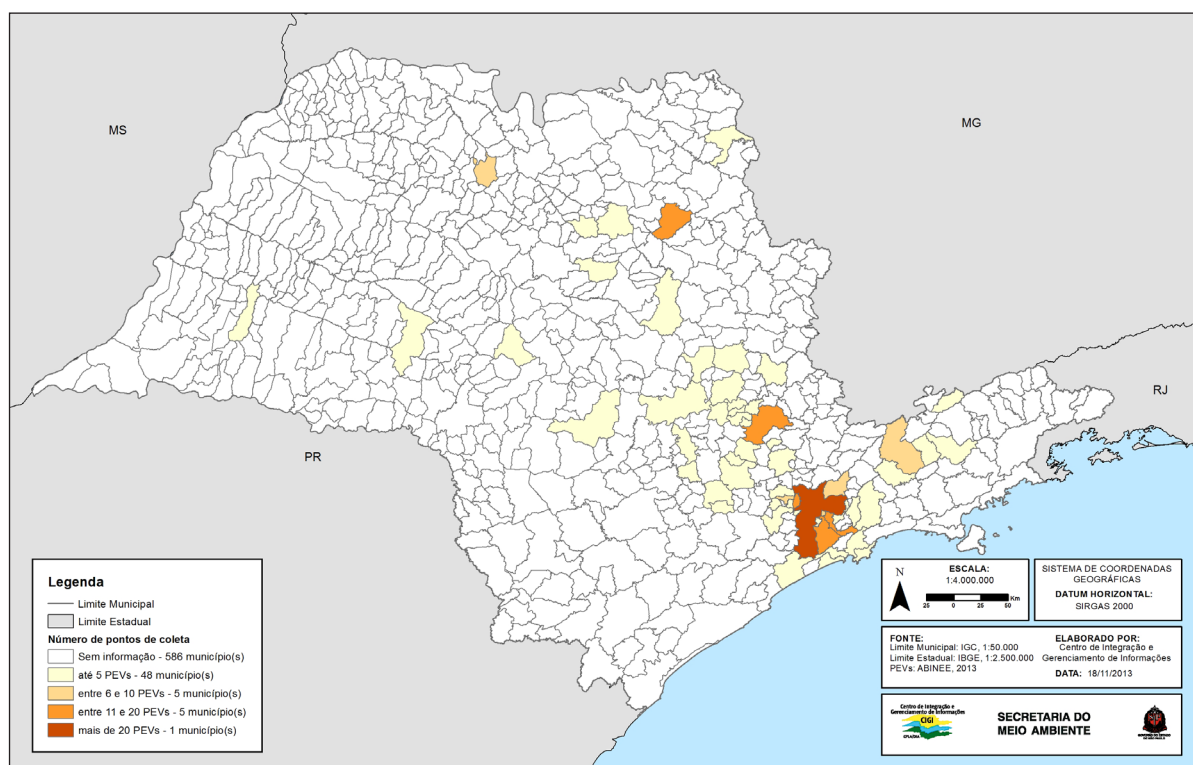 MS
MG
PR
RJ
Legenda
Limite Municipal
Limite Estadual
Número de pontos de coleta
Sem informação - 586 município(s)
até 5 PEVs - 48 município(s)
entre 6 e 10 PEVs - 5 município(s)
entre 11 e 20 PEVs - 5 município(s)
mais de 20 PEVs - 1 município(s)
N
ESCALA:
1:4.000.000
25 0 25 50 Km
SISTEMA DE COORDENADAS
GEOGRÁFICAS
DATUM HORIZONTAL:
SIRGAS 2000
FONTE:
Limite Municipal: IGC, 1:50.000
Limite Estadual: IBGE, 1:2.500.000
PEVs: ABINEE, 2013
ELABORADO POR:
Centro de Integração e
Gerenciamento de Informações
DATA: 18/11/2013
Centro de Integração e
Gerenciamento de Informações
CIGI
CPLA/SMA
SECRETARIA DO
MEIO AMBIENTE